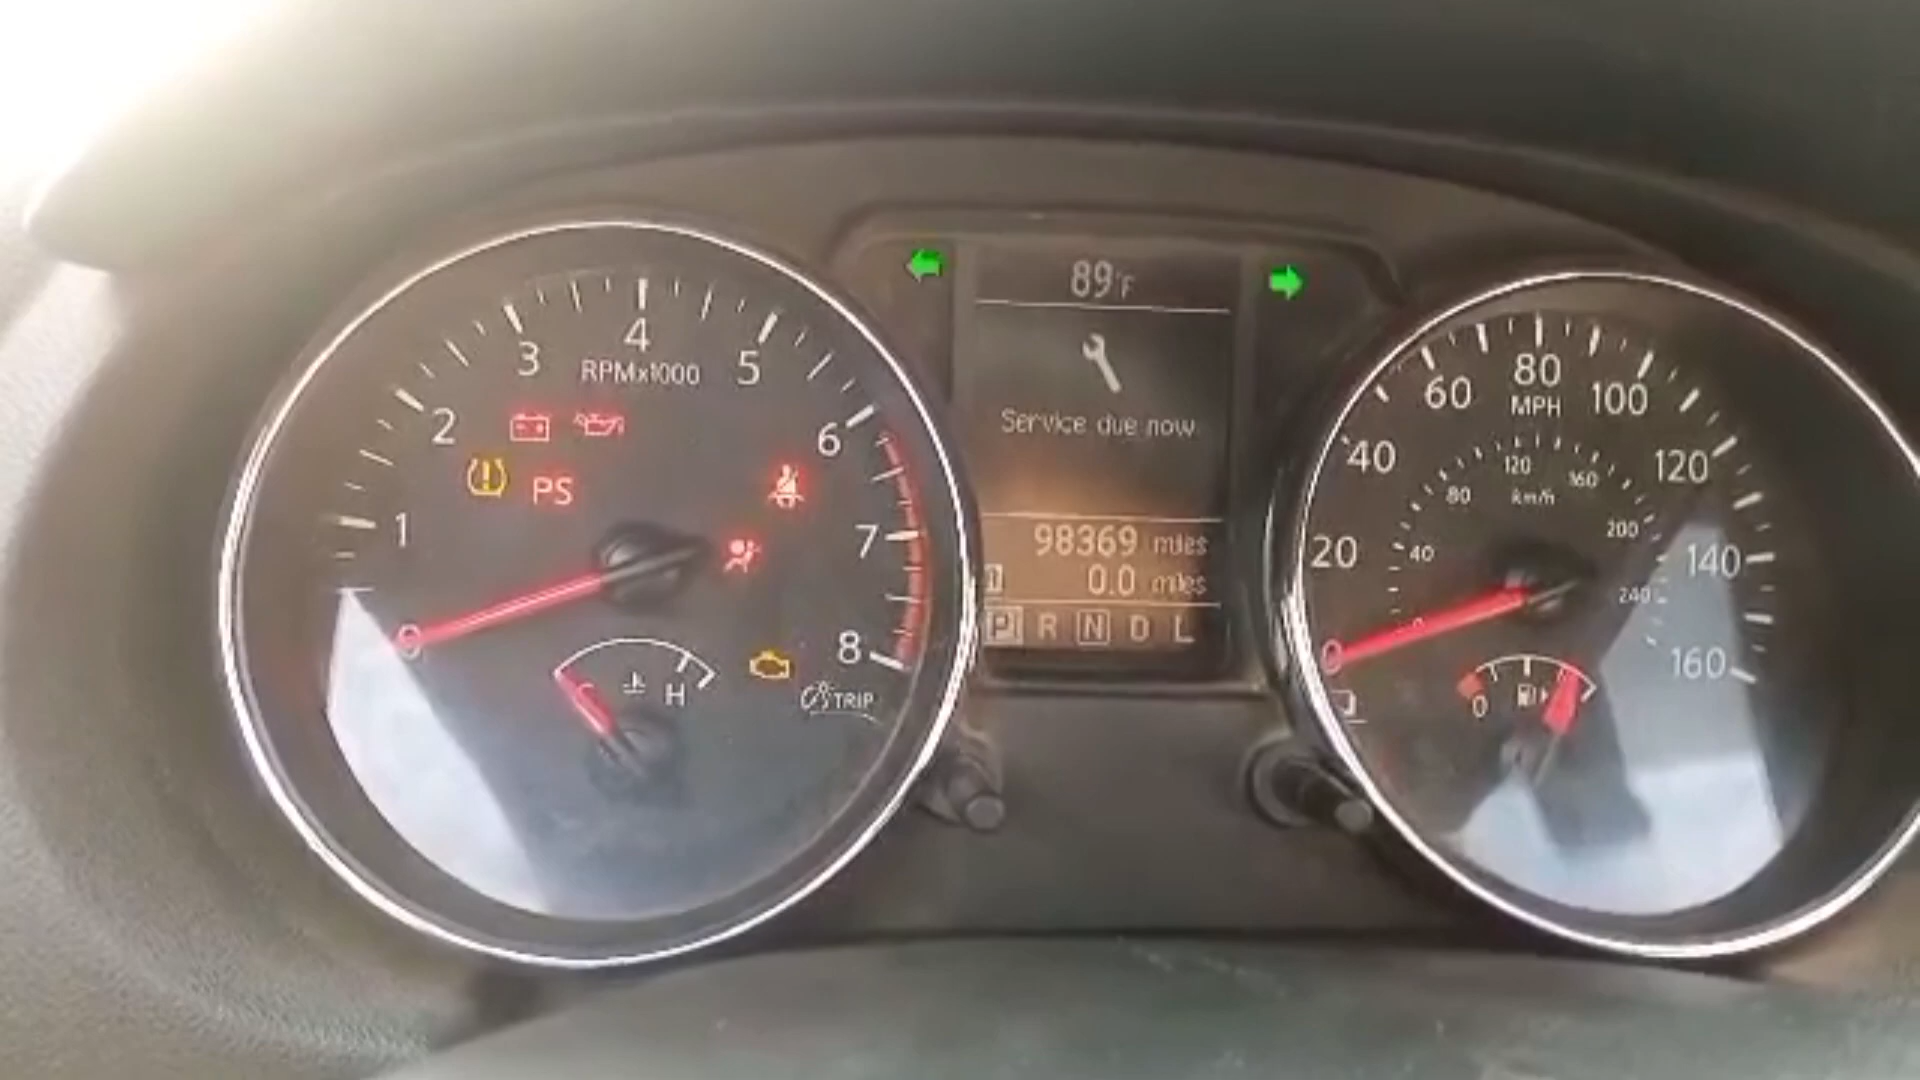 89°F
Service due now
98369 miles
0.0 miles
P R N D L
0 1 2 3 4 5 6 7 8
RPMx1000
PS
C H
TRIP
0 20 40 60 80 100 120 140 160
MPH
40 80 120 160 200 240
km/h
0